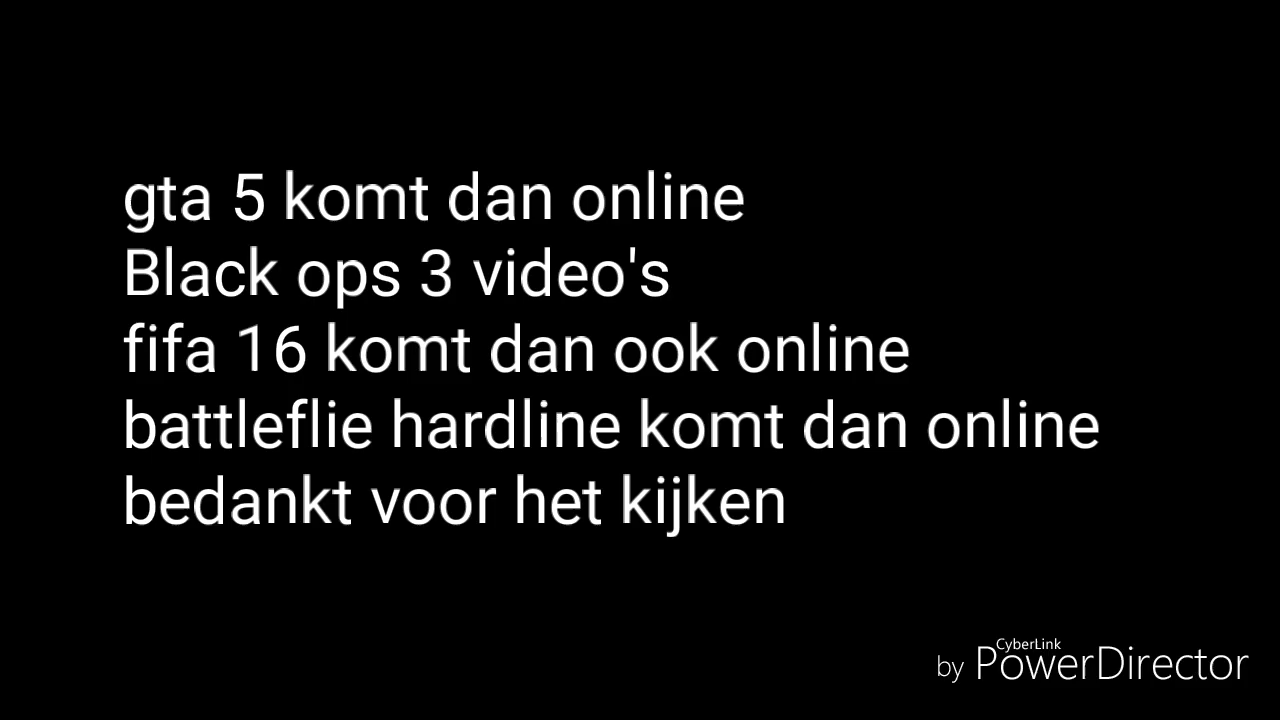 gta 5 komt dan online
Black ops 3 video's
fifa 16 komt dan ook online
battleflie hardline komt dan online
bedankt voor het kijken
CyberLink
by PowerDirector